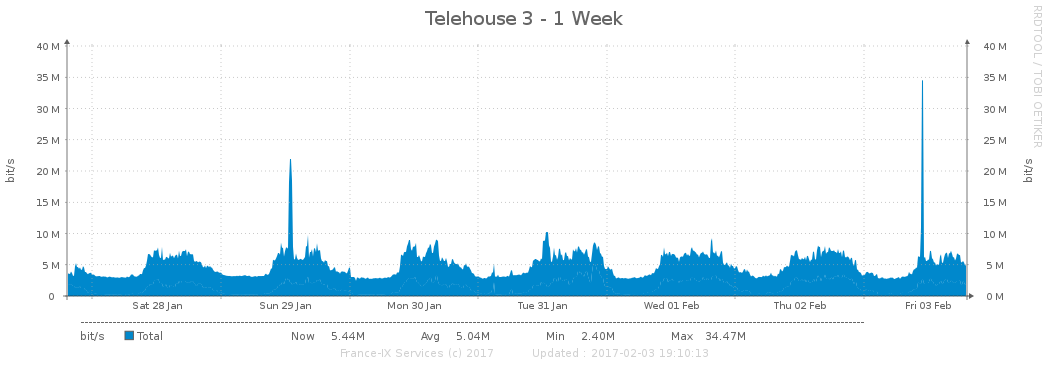 Telehouse 3 - 1 Week
RRDTOOL / TOBI OETIKER
bit/s
40 M
35 M
30 M
25 M
20 M
15 M
10 M
5 M
0
40 M
35 M
30 M
25 M
20 M
15 M
10 M
5 M
0 M
bit/s
Sat 28 Jan Sun 29 Jan Mon 30 Jan Tue 31 Jan Wed 01 Feb Thu 02 Feb Fri 03 Feb
bit/s Total Now 5.44M Avg 5.04M Min 2.40M Max 34.47M
France-IX Services (c) 2017 Updated : 2017-02-03 19:10:13